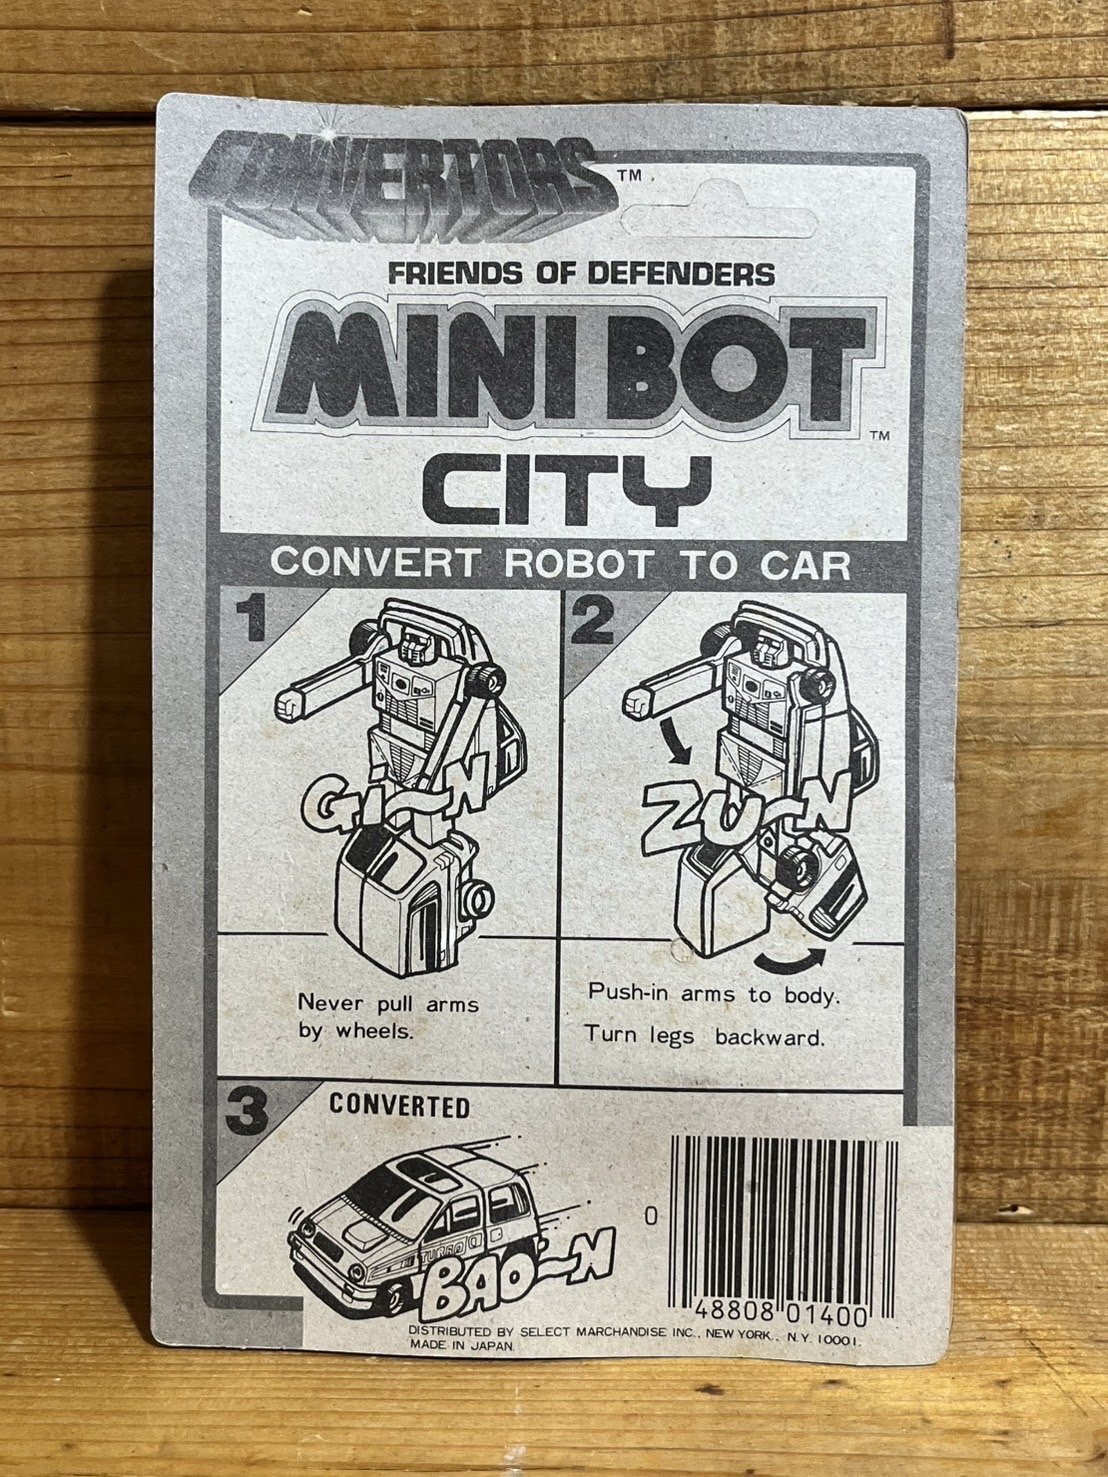 CONVERTORS™
FRIENDS OF DEFENDERS
MINI BOT™
CITY
CONVERT ROBOT TO CAR
1
2
GI~N
ZU~N
Never pull arms
by wheels.
Push-in arms to body.
Turn legs backward.
3
CONVERTED
TURBO
BAO~N
0
48808 01400
DISTRIBUTED BY SELECT MARCHANDISE INC., NEW YORK., N.Y. 10001.
MADE IN JAPAN.